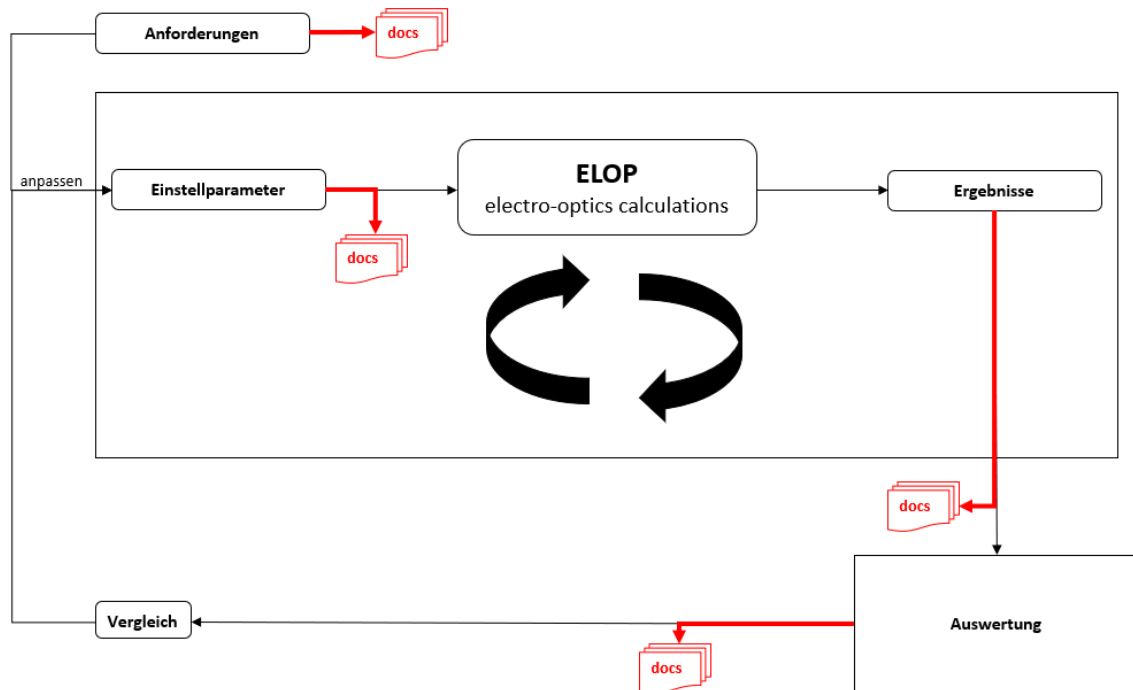 Anforderungen
docs
anpassen
Einstellparameter
ELOP
electro-optics calculations
Ergebnisse
docs
docs
Auswertung
Vergleich
docs